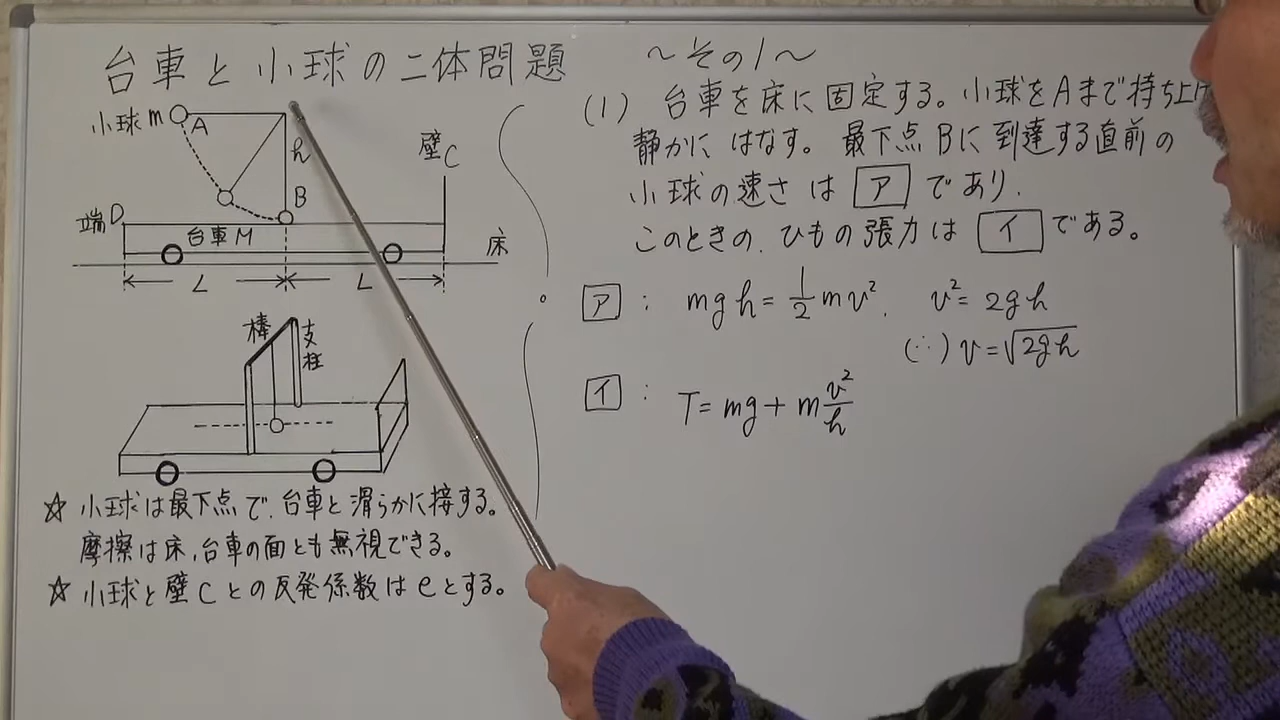 台車と小球の二体問題 〜その1〜
小球m A
h
B
壁C
端D
台車M
床
L L
棒
支柱
☆ 小球は最下点で、台車と滑らかに接する。
摩擦は床、台車の面とも無視できる。
☆ 小球と壁Cとの反発係数はeとする。
(1) 台車を床に固定する。小球をAまで持ち上げ
静かにはなす。最下点Bに到達する直前の
小球の速さは ア であり、
このときの、ひもの張力は イ である。
ア : mgh = 1/2 mv², v² = 2gh
(∴) v = √2gh
イ : T = mg + m v²/h